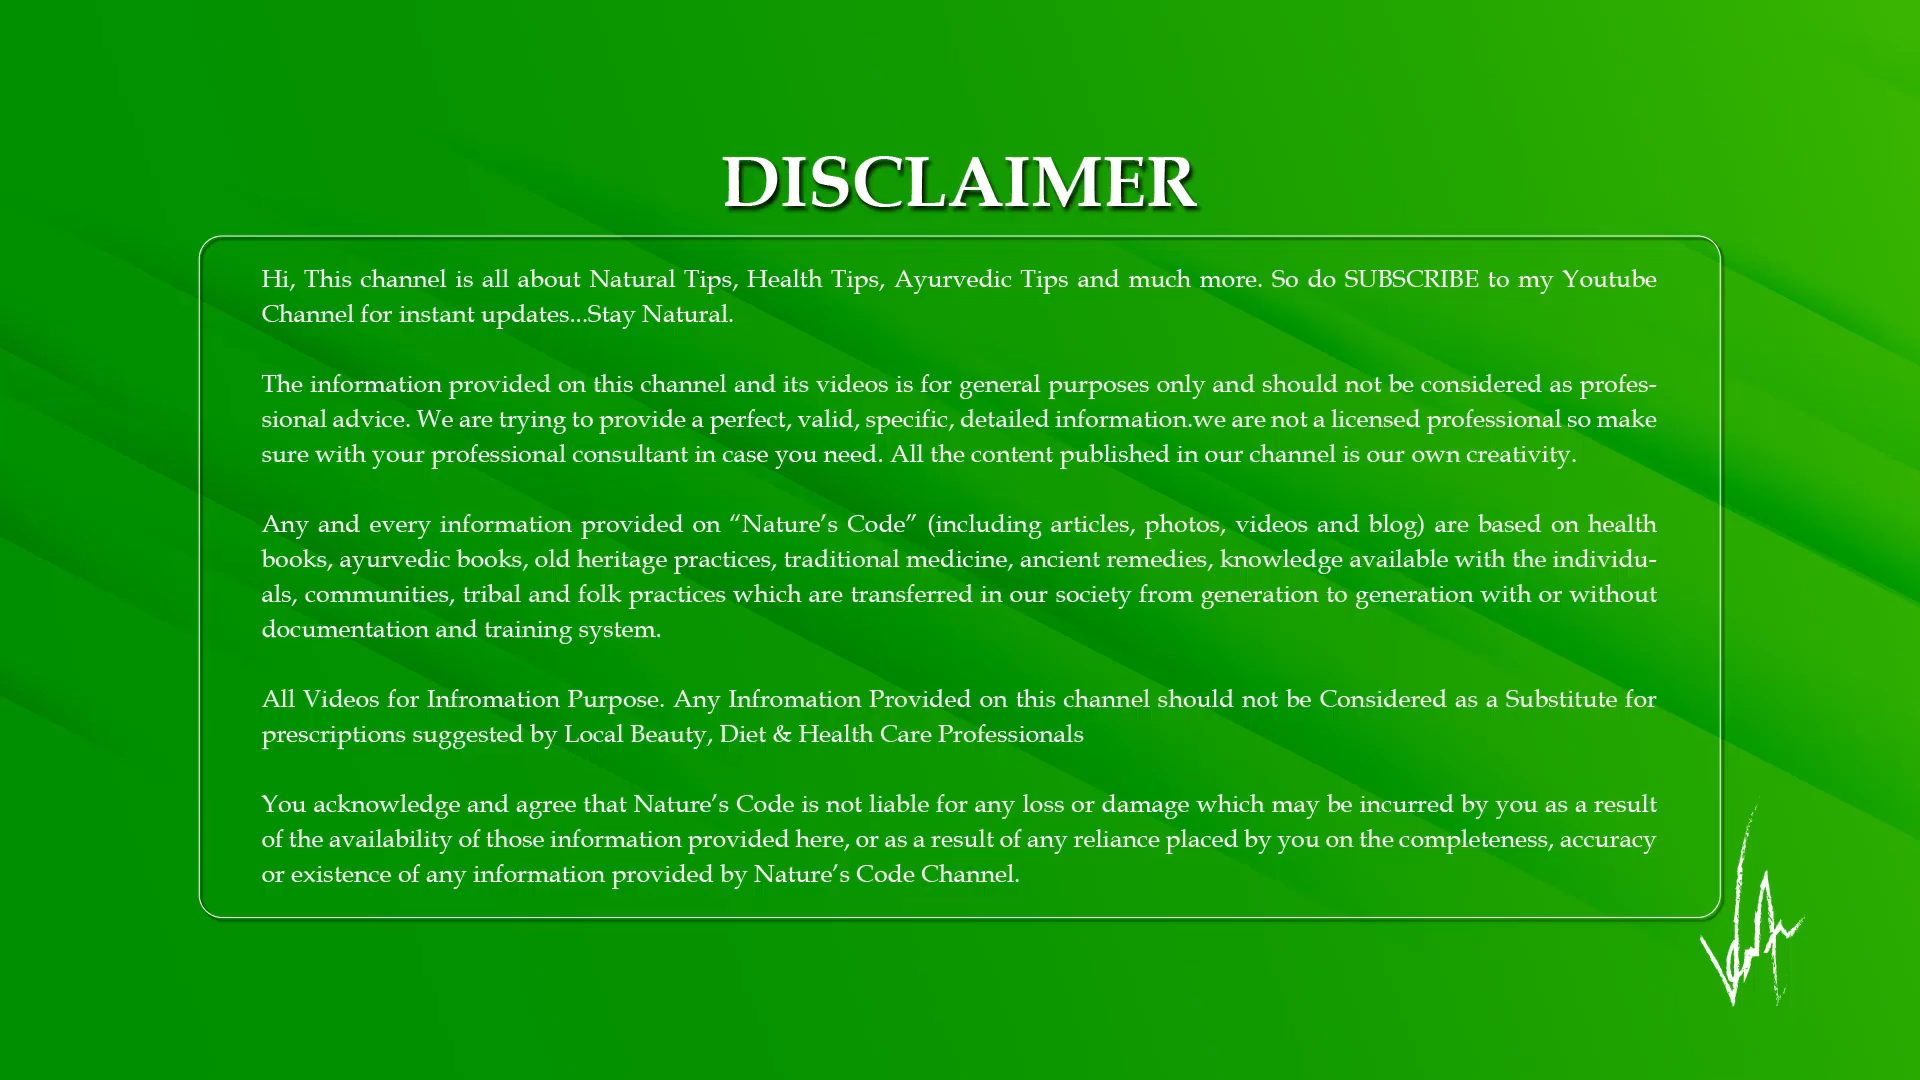 DISCLAIMER
Hi, This channel is all about Natural Tips, Health Tips, Ayurvedic Tips and much more. So do SUBSCRIBE to my Youtube
Channel for instant updates...Stay Natural.
The information provided on this channel and its videos is for general purposes only and should not be considered as profes-
sional advice. We are trying to provide a perfect, valid, specific, detailed information.we are not a licensed professional so make
sure with your professional consultant in case you need. All the content published in our channel is our own creativity.
Any and every information provided on “Nature’s Code” (including articles, photos, videos and blog) are based on health
books, ayurvedic books, old heritage practices, traditional medicine, ancient remedies, knowledge available with the individu-
als, communities, tribal and folk practices which are transferred in our society from generation to generation with or without
documentation and training system.
All Videos for Infromation Purpose. Any Infromation Provided on this channel should not be Considered as a Substitute for
prescriptions suggested by Local Beauty, Diet & Health Care Professionals
You acknowledge and agree that Nature’s Code is not liable for any loss or damage which may be incurred by you as a result
of the availability of those information provided here, or as a result of any reliance placed by you on the completeness, accuracy
or existence of any information provided by Nature’s Code Channel.